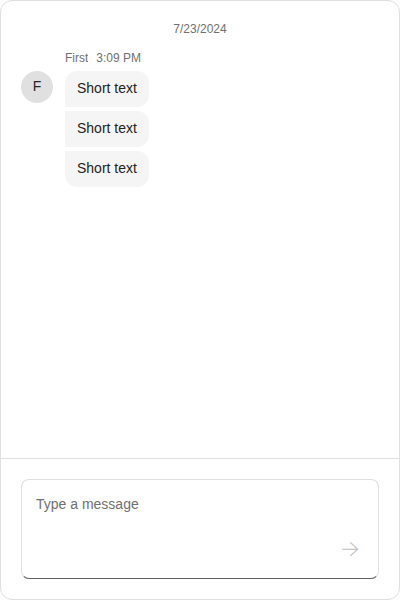 7/23/2024
First 3:09 PM
F
Short text
Short text
Short text
Type a message